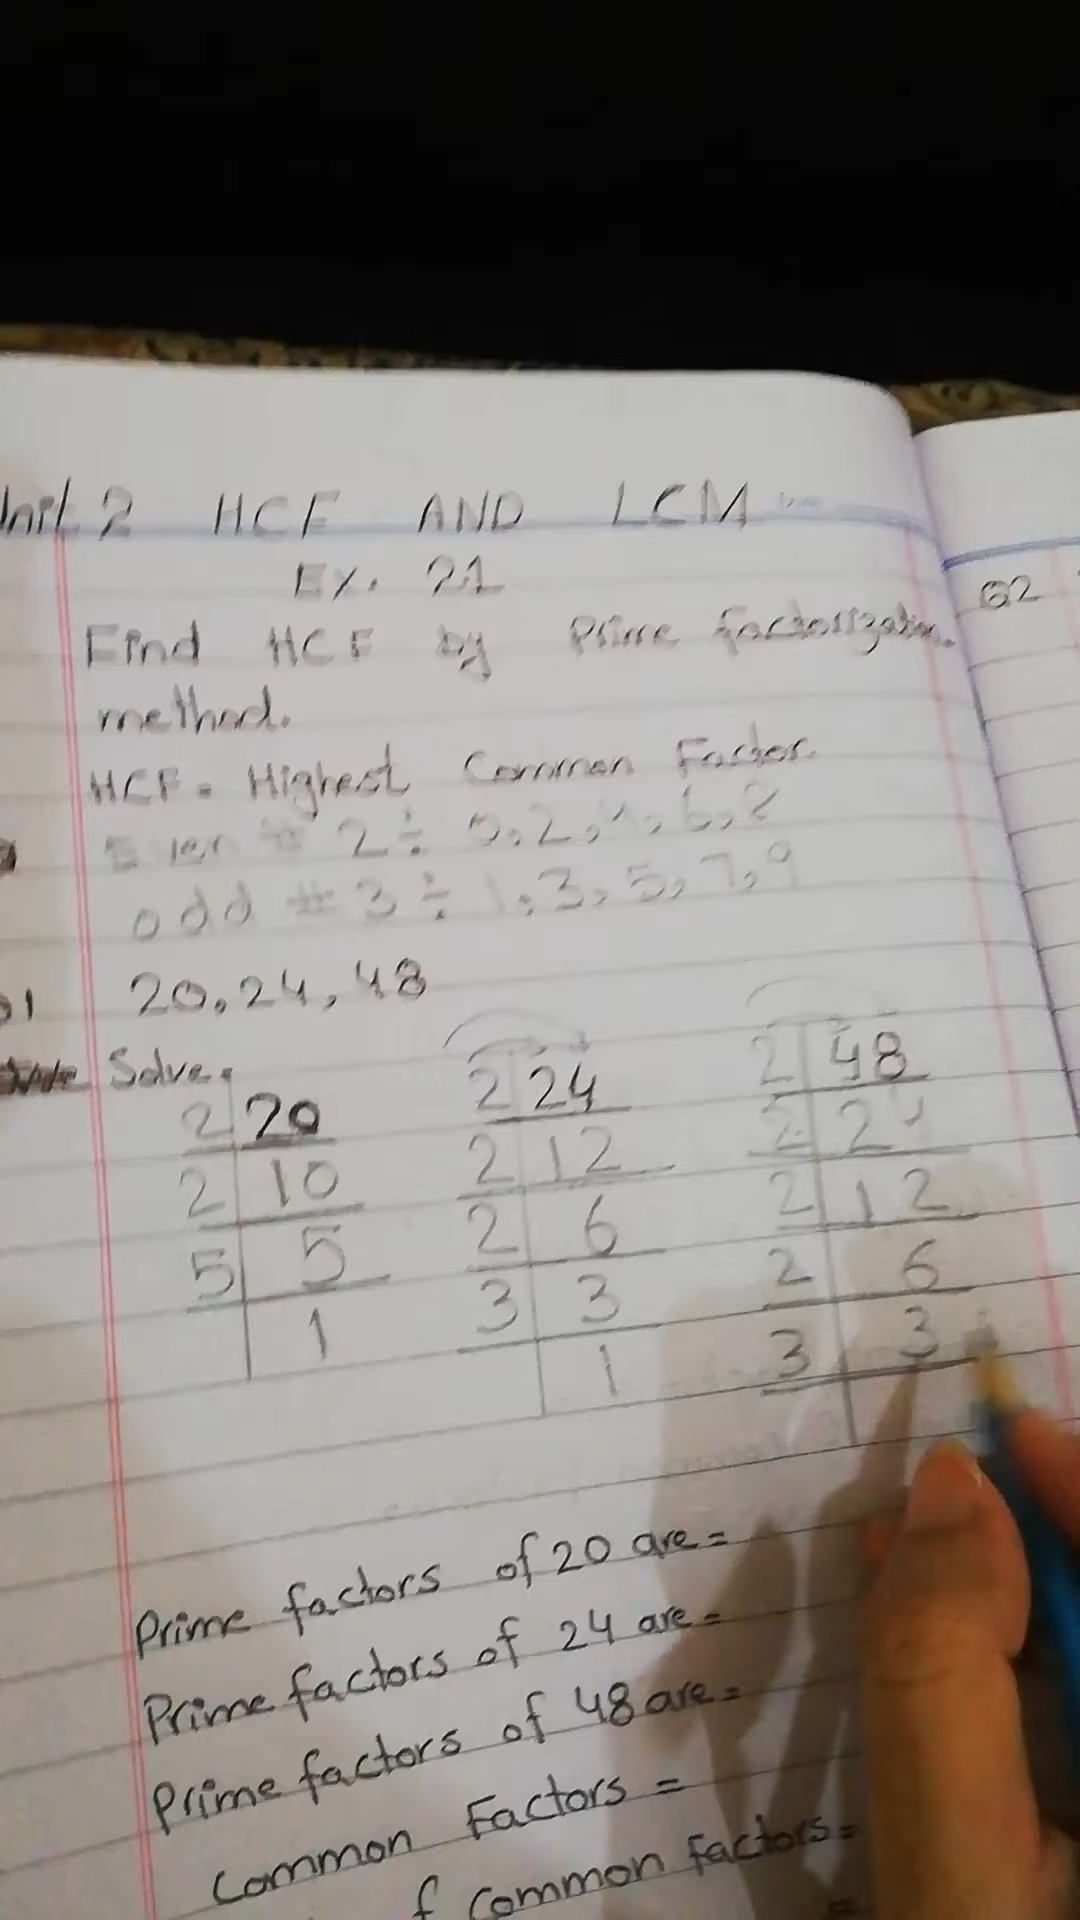 Unit 2 HCF AND LCM
Ex. 2.1
Find HCF by Prime factorization.
method.
HCF = Highest Common Factor.
Even # 2 ÷ 0,2,4,6,8
odd # 3 ÷ 1,3,5,7,9
20,24,48
Solve.
2 20
2 10
5 5
1
2 24
2 12
2 6
3 3
1
2 48
2 24
2 12
2 6
3 3
Prime factors of 20 are =
Prime factors of 24 are =
Prime factors of 48 are =
Common Factors =
f Common factors =
=
Q2